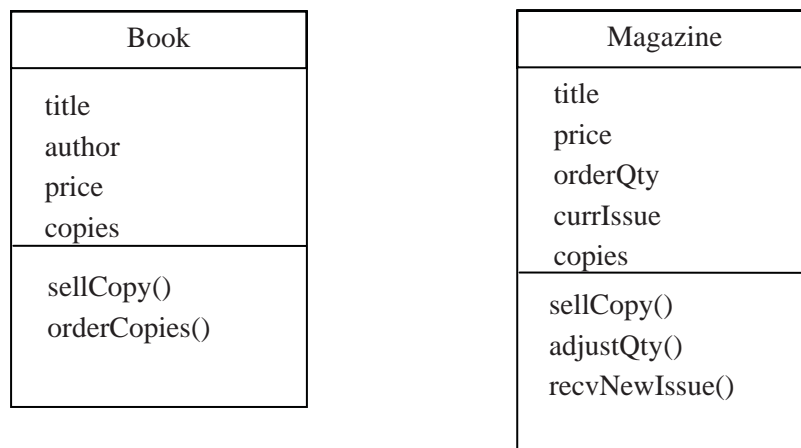 Book
title
author
price
copies
sellCopy()
orderCopies()
Magazine
title
price
orderQty
currIssue
copies
sellCopy()
adjustQty()
recvNewIssue()